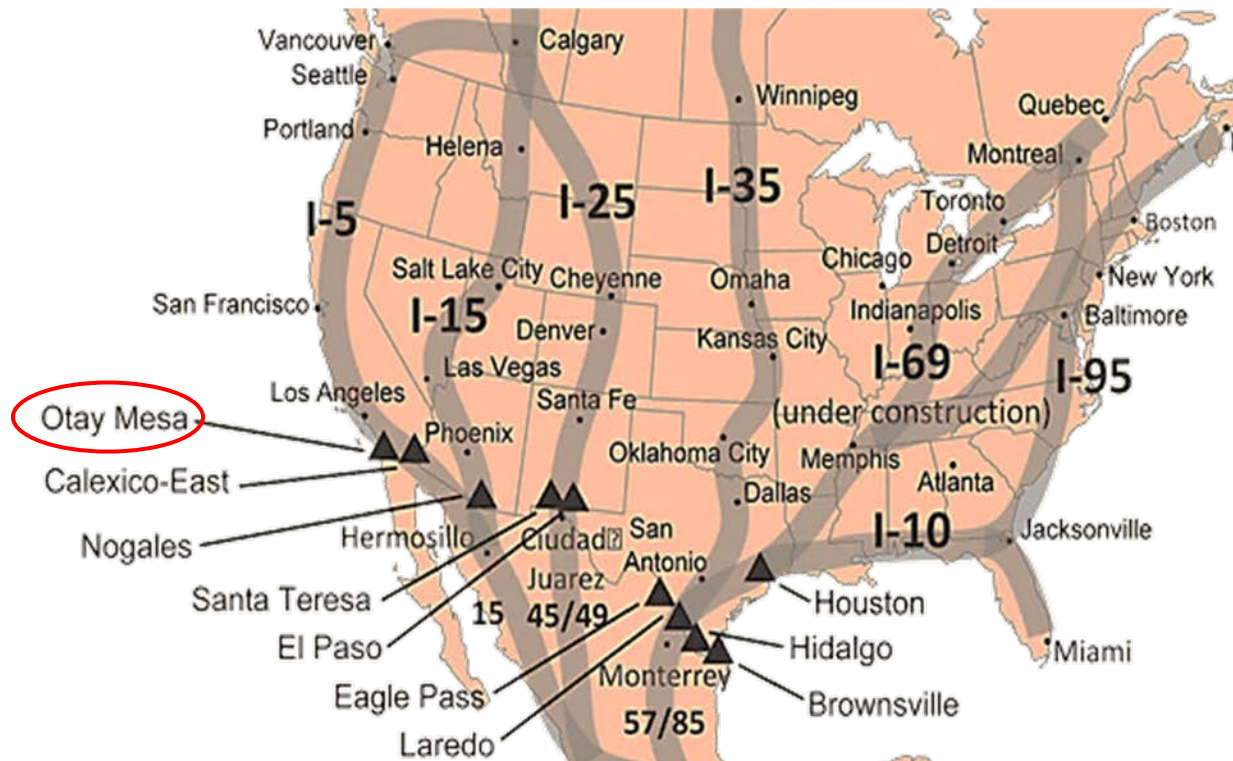 Vancouver
Calgary
Seattle
Winnipeg
Quebec
Portland
Helena
Montreal
I-35
I-25
I-5
Toronto
Boston
Detroit
Chicago
Salt Lake City
Cheyenne
Omaha
New York
San Francisco
I-15
Indianapolis
Baltimore
Denver
Kansas City
I-69
Las Vegas
I-95
Los Angeles
Santa Fe
(under construction)
Otay Mesa
Phoenix
Oklahoma City
Memphis
Calexico-East
Atlanta
Dallas
I-10
Jacksonville
Nogales
Hermosillo
Ciudad
San
Antonio
Juarez
Santa Teresa
15
45/49
Houston
El Paso
Hidalgo
Miami
Monterrey
Eagle Pass
Brownsville
57/85
Laredo